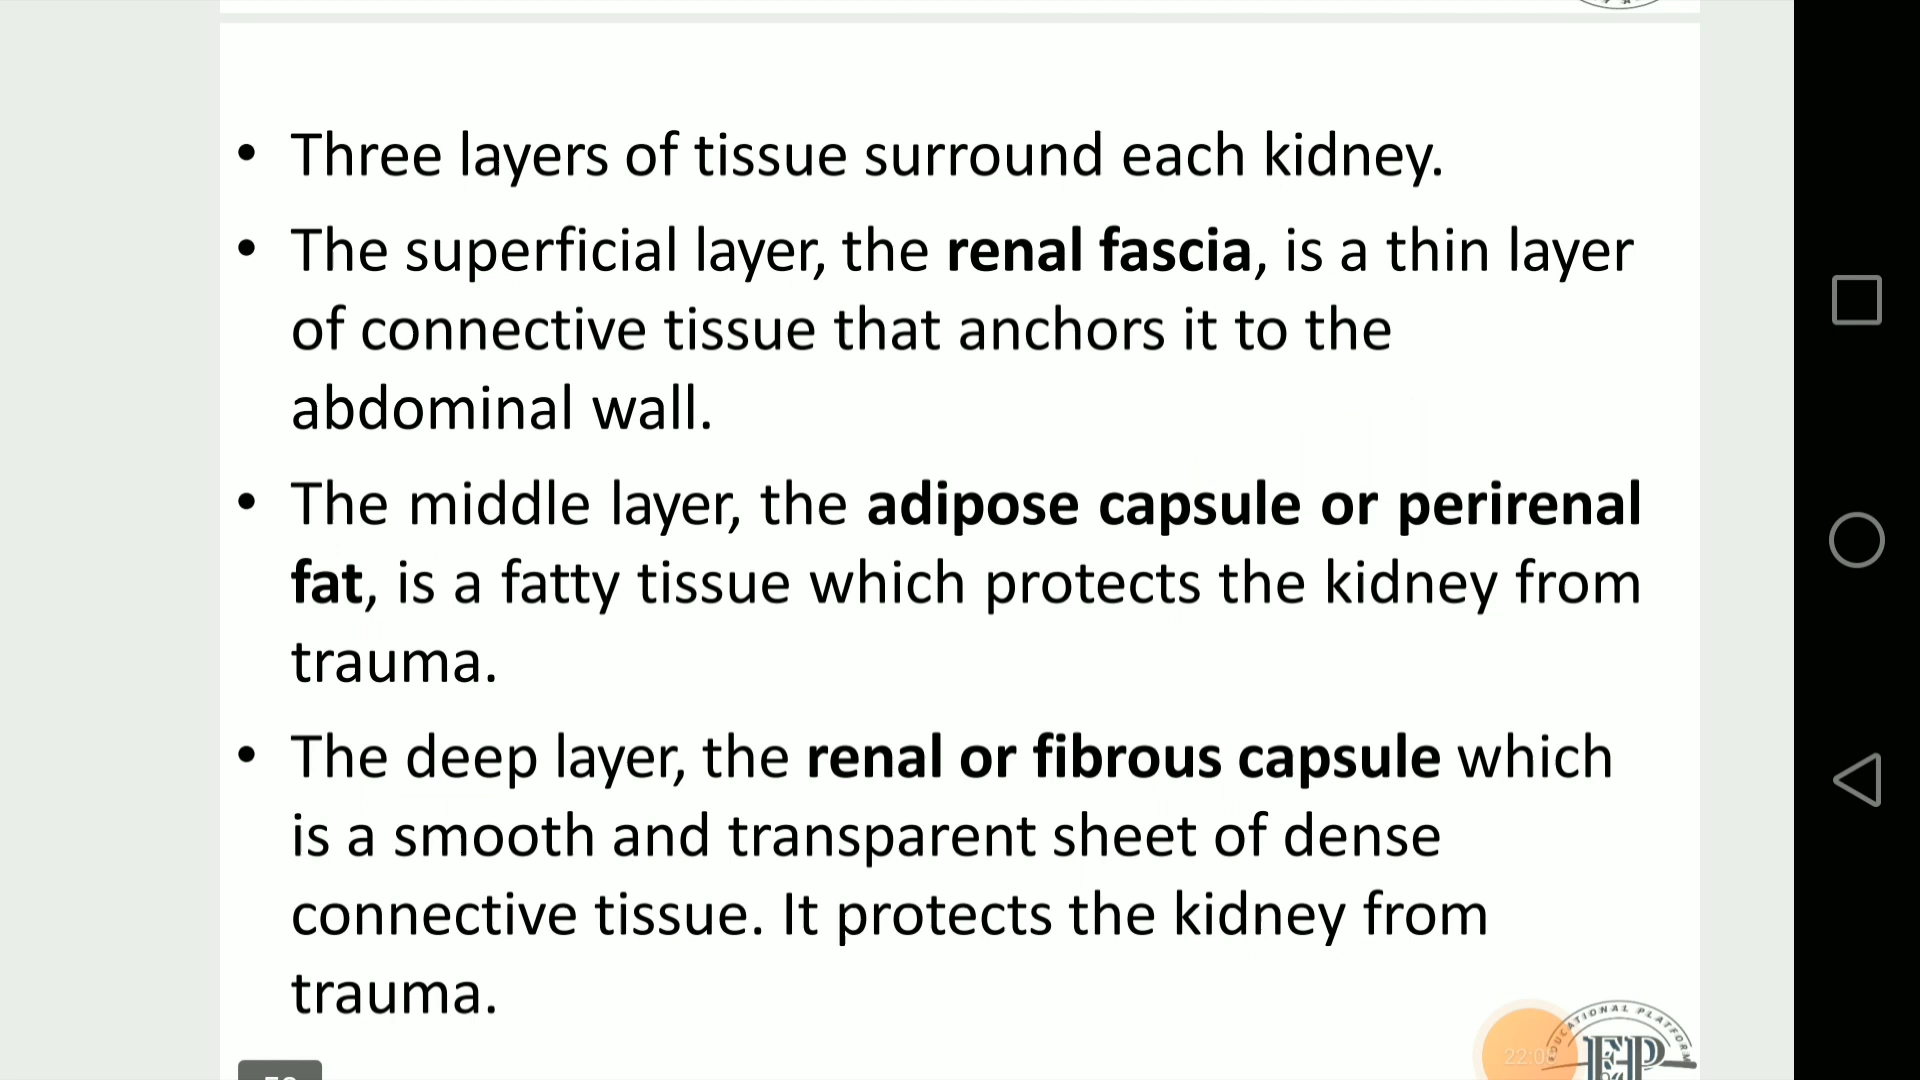 • Three layers of tissue surround each kidney.
• The superficial layer, the renal fascia, is a thin layer
of connective tissue that anchors it to the
abdominal wall.
• The middle layer, the adipose capsule or perirenal
fat, is a fatty tissue which protects the kidney from
trauma.
• The deep layer, the renal or fibrous capsule which
is a smooth and transparent sheet of dense
connective tissue. It protects the kidney from
trauma.
EDUCATIONAL PLATFORM
EP